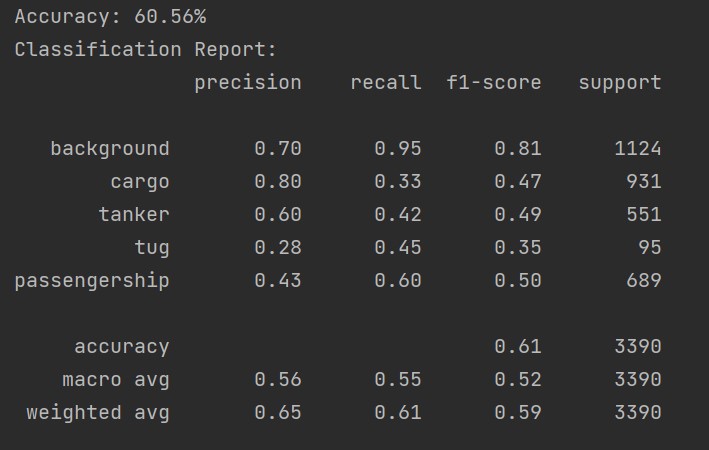 Accuracy: 60.56%
Classification Report:
precision recall f1-score support
background 0.70 0.95 0.81 1124
cargo 0.80 0.33 0.47 931
tanker 0.60 0.42 0.49 551
tug 0.28 0.45 0.35 95
passengership 0.43 0.60 0.50 689
accuracy 0.61 3390
macro avg 0.56 0.55 0.52 3390
weighted avg 0.65 0.61 0.59 3390